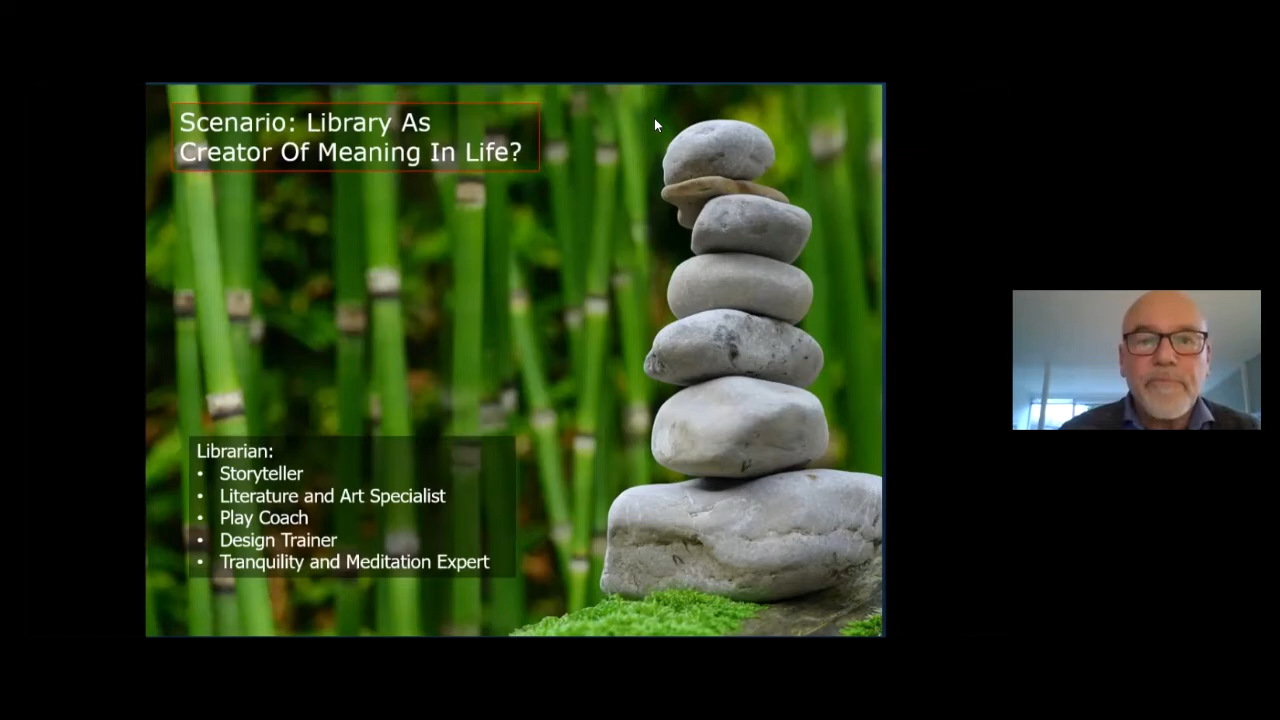 Scenario: Library As
Creator Of Meaning In Life?
Librarian:
• Storyteller
• Literature and Art Specialist
• Play Coach
• Design Trainer
• Tranquility and Meditation Expert